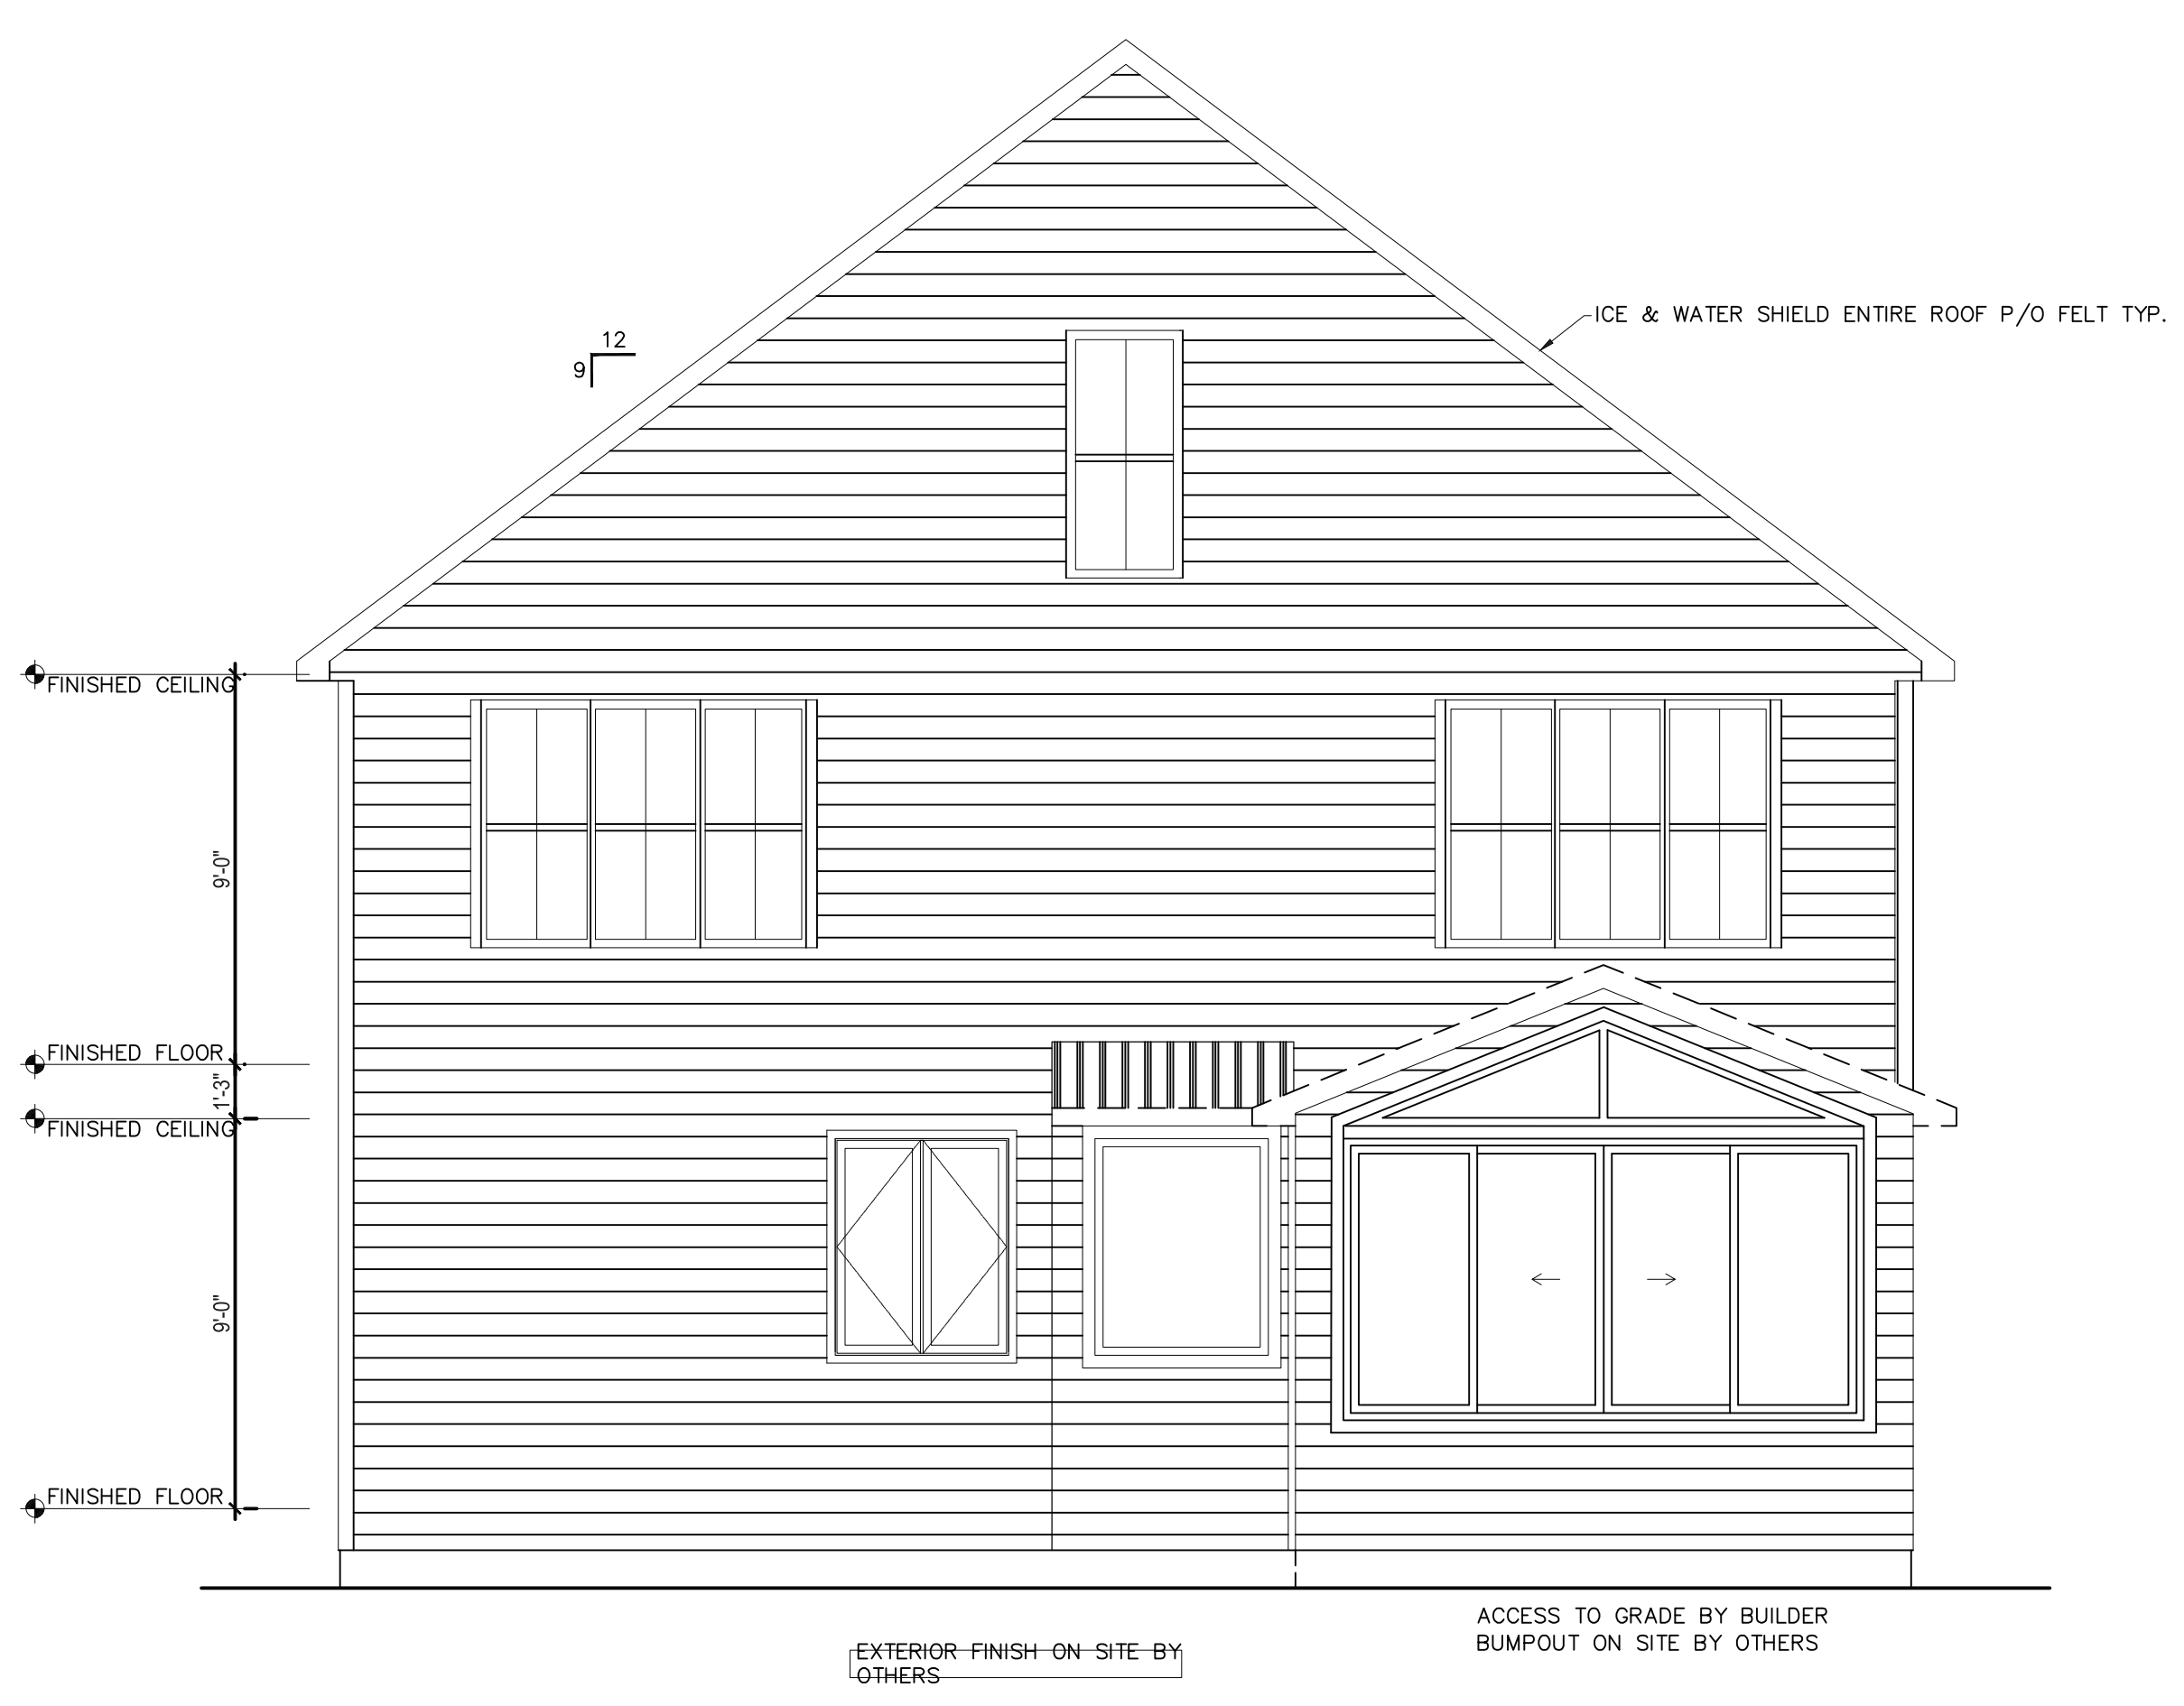 ICE & WATER SHIELD ENTIRE ROOF P/O FELT TYP.
12
9
FINISHED CEILING
9'-0"
FINISHED FLOOR
1'-3"
FINISHED CEILING
9'-0"
FINISHED FLOOR
ACCESS TO GRADE BY BUILDER
BUMPOUT ON SITE BY OTHERS
EXTERIOR FINISH ON SITE BY
OTHERS